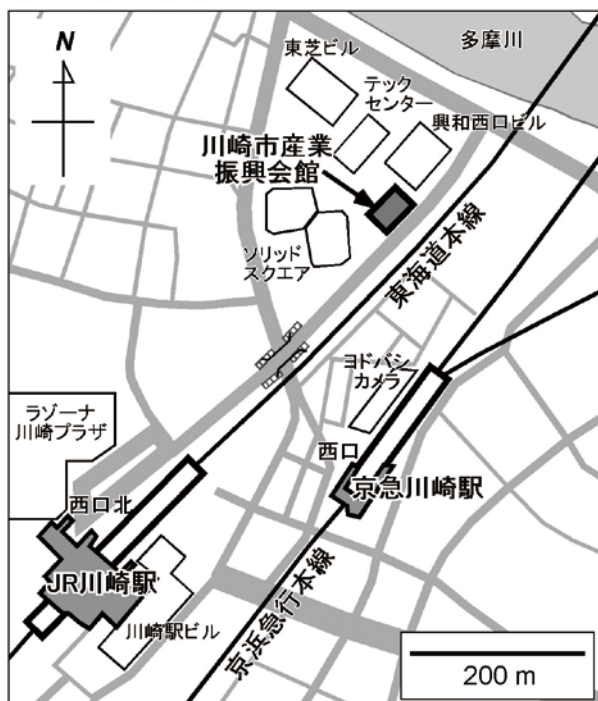 N
多摩川
東芝ビル
テック
センター
興和西口ビル
川崎市産業
振興会館
ソリッド
スクエア
東海道本線
ヨドバシ
カメラ
ラゾーナ
川崎プラザ
西口
京急川崎駅
西口北
JR川崎駅
川崎駅ビル
京浜急行本線
200 m